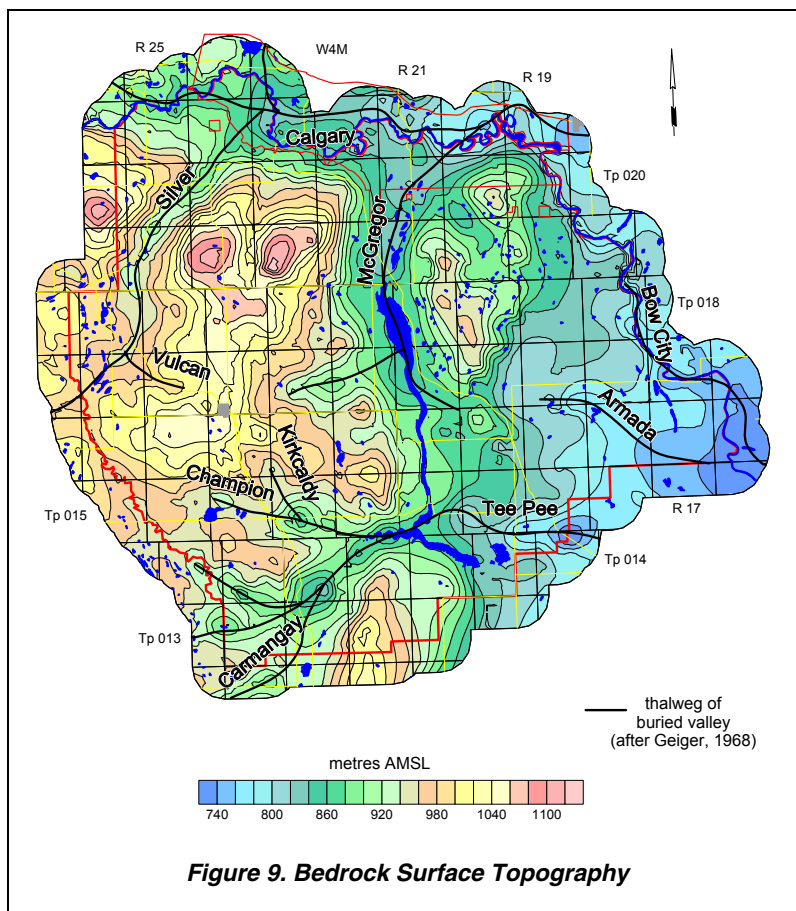 R 25
W4M
R 21
R 19
Calgary
Tp 020
Silver
McGregor
Tp 018
Bow City
Vulcan
Armada
Kirkcaldy
Champion
Tee Pee
Tp 015
R 17
Tp 014
Tp 013
Carmangay
thalweg of
buried valley
(after Geiger, 1968)
metres AMSL
740 800 860 920 980 1040 1100
Figure 9. Bedrock Surface Topography